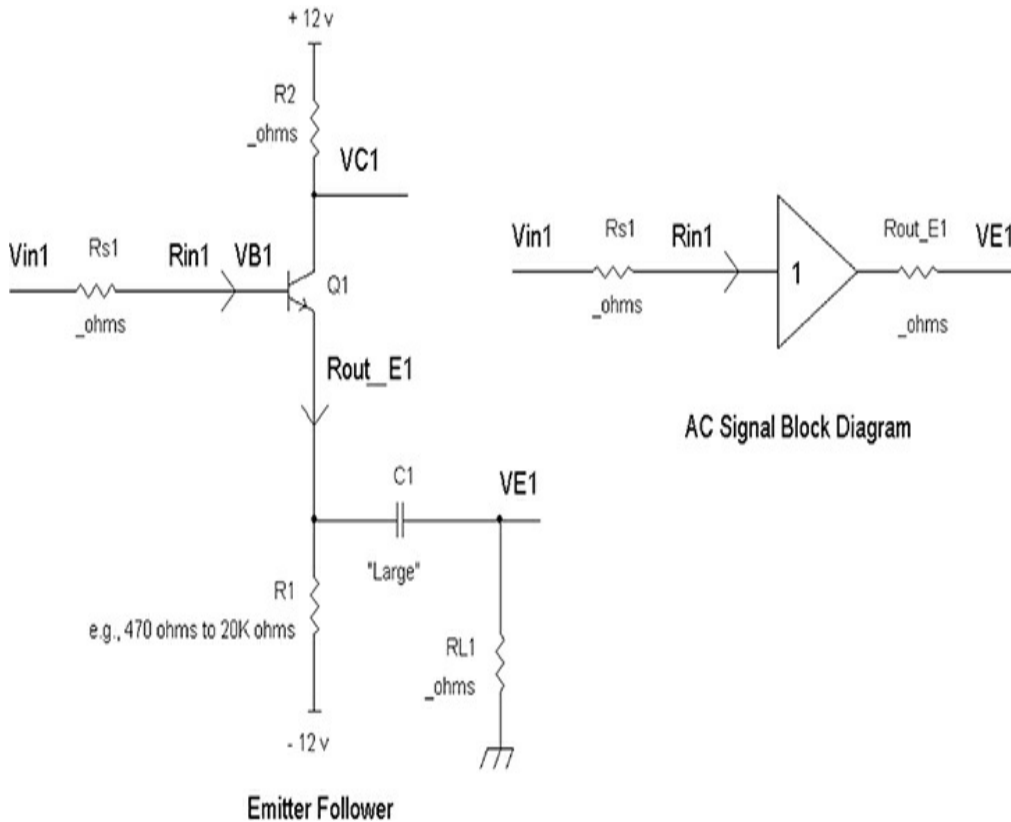 + 12 v
R2
_ohms
VC1
Vin1
Rs1
Rin1
VB1
Q1
_ohms
Rout_E1
C1
VE1
"Large"
R1
e.g., 470 ohms to 20K ohms
RL1
_ohms
- 12 v
Emitter Follower
Vin1
Rs1
Rin1
1
Rout_E1
VE1
_ohms
_ohms
AC Signal Block Diagram